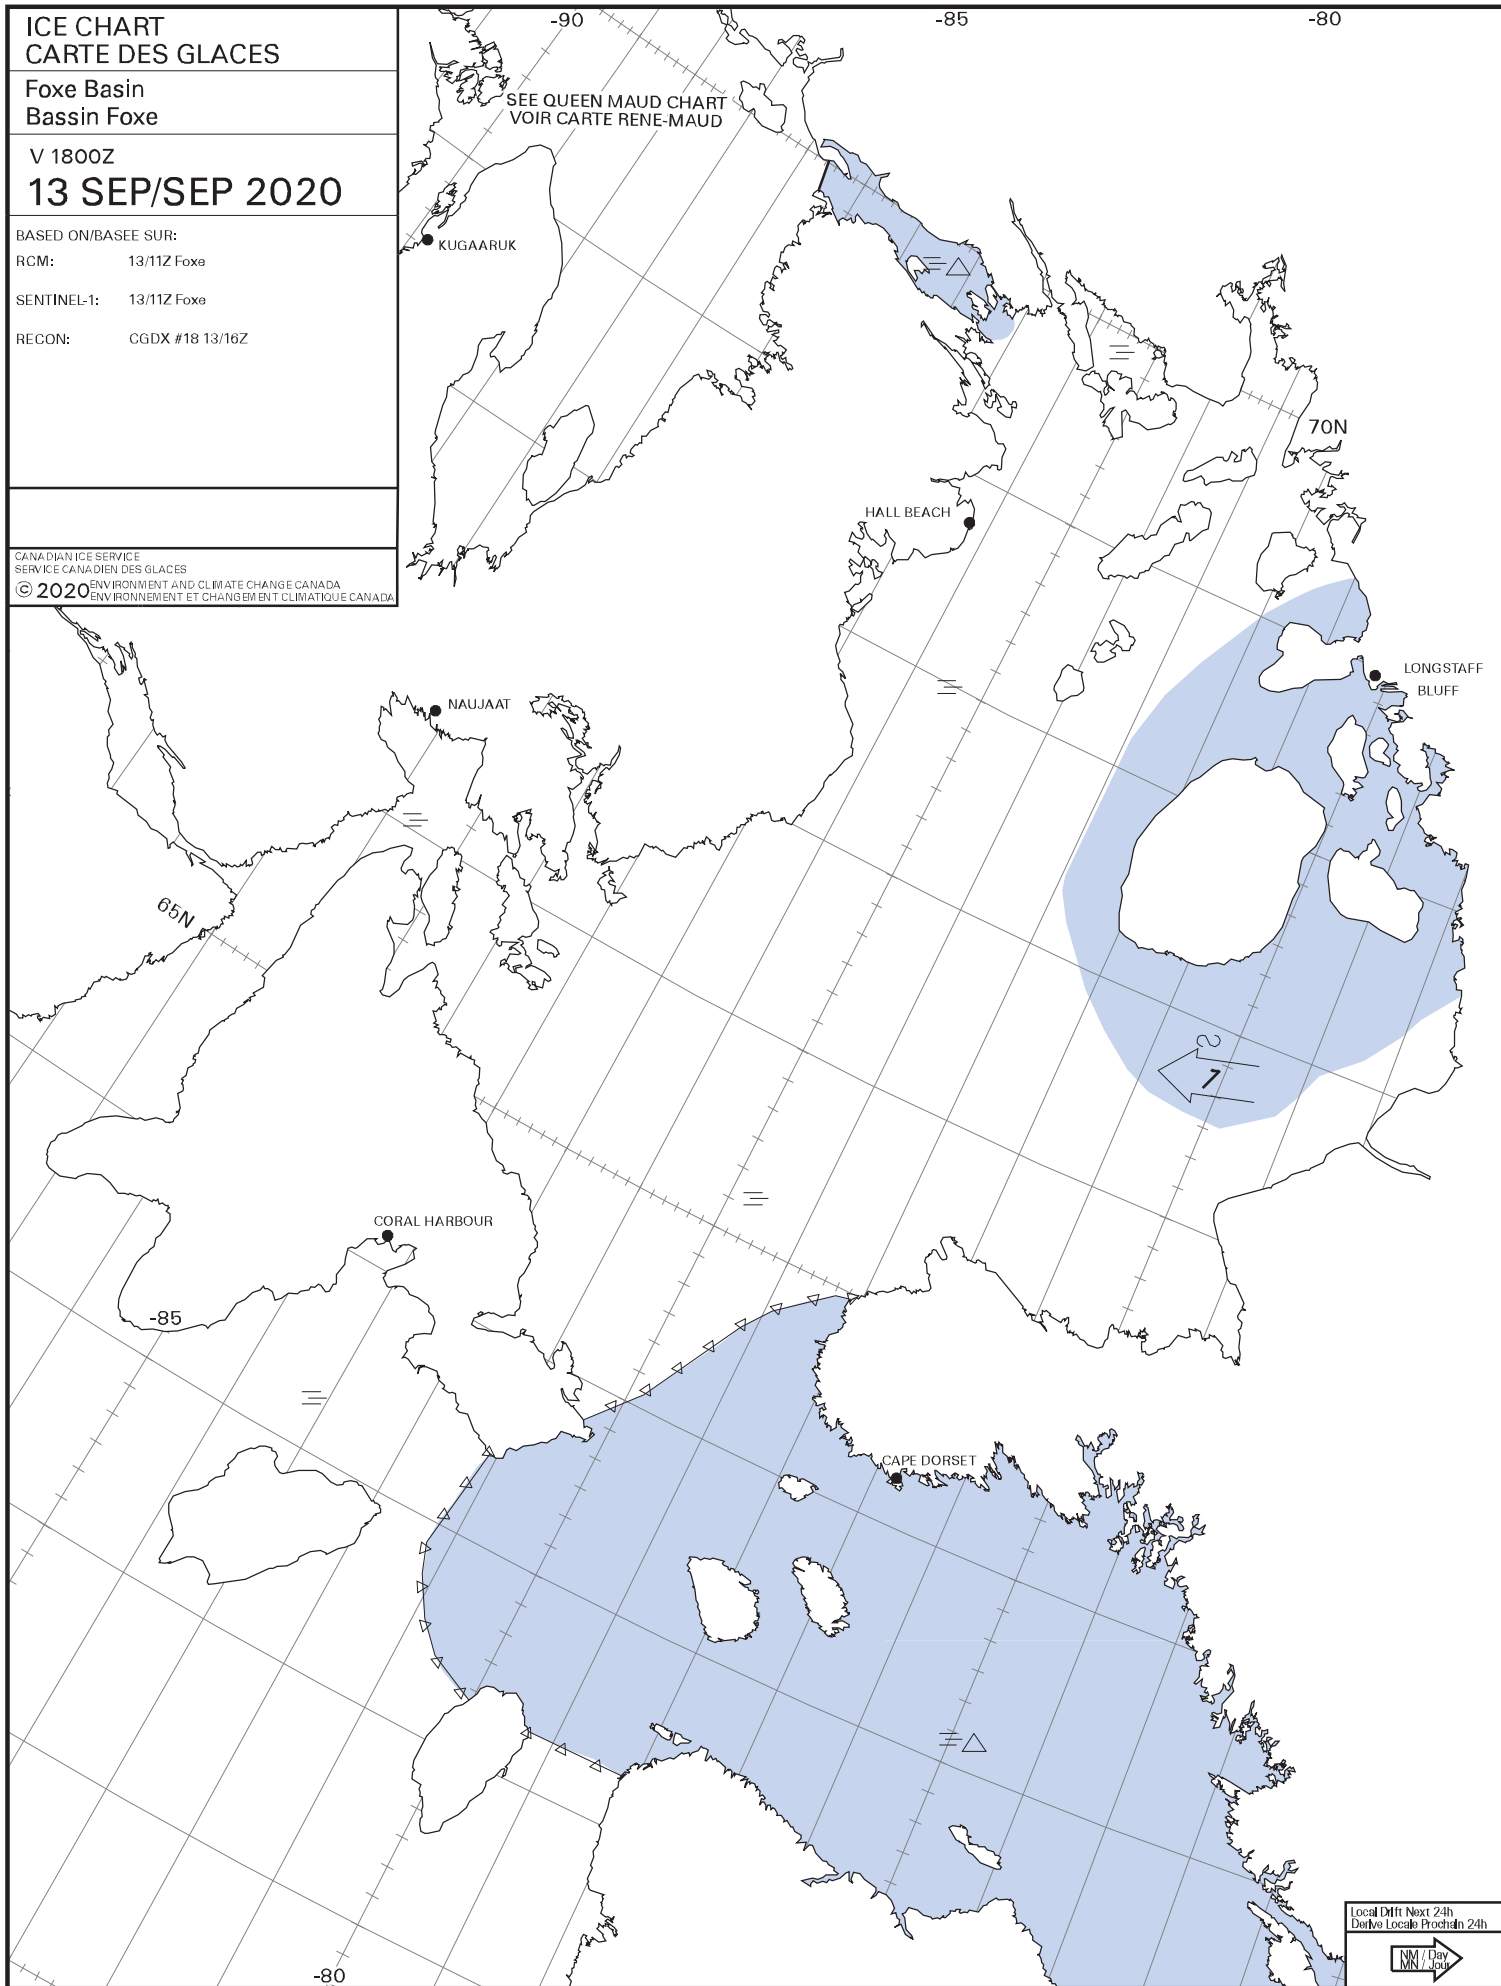 ICE CHART
CARTE DES GLACES
Foxe Basin
Bassin Foxe
V 1800Z
13 SEP/SEP 2020
BASED ON/BASEE SUR:
RCM: 13/11Z Foxe
SENTINEL-1: 13/11Z Foxe
RECON: CGDX #18 13/16Z
CANADIAN ICE SERVICE
SERVICE CANADIEN DES GLACES
© 2020 ENVIRONMENT AND CLIMATE CHANGE CANADA
ENVIRONNEMENT ET CHANGEMENT CLIMATIQUE CANADA
-90
-85
-80
SEE QUEEN MAUD CHART
VOIR CARTE RENE-MAUD
KUGAARUK
70N
HALL BEACH
LONGSTAFF
BLUFF
NAUJAAT
65N
2
1
CORAL HARBOUR
-85
CAPE DORSET
-80
Local Drift Next 24h
Derive Locale Prochain 24h
NM / Day
MN / Jour